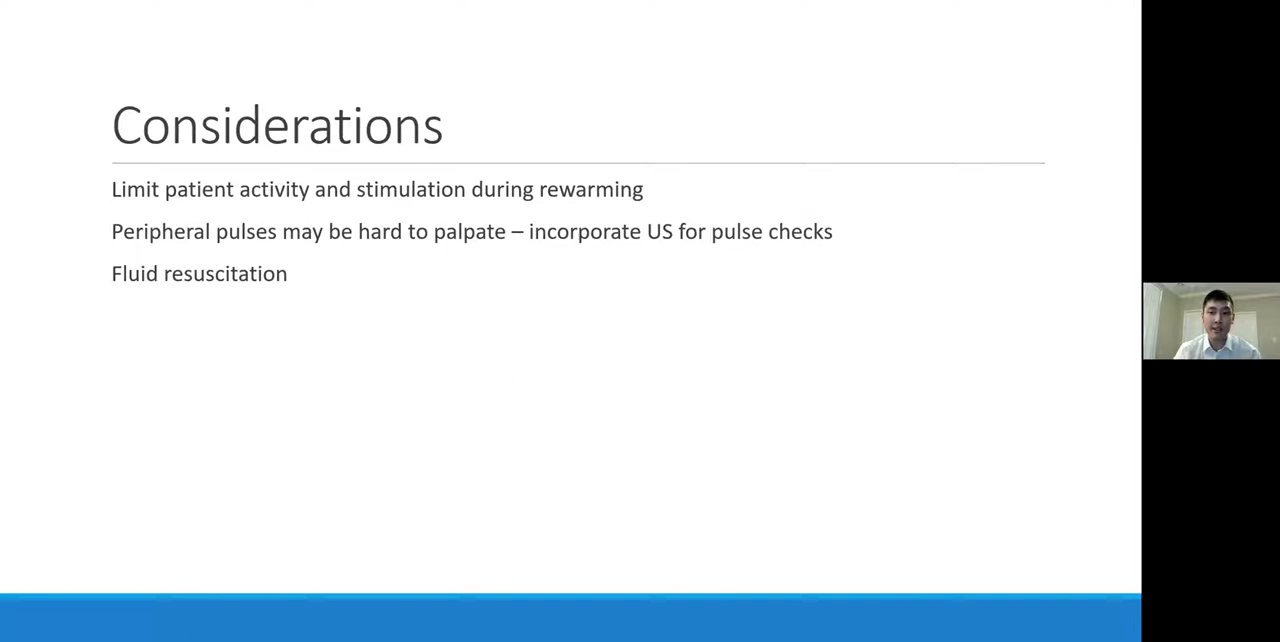 Considerations
Limit patient activity and stimulation during rewarming
Peripheral pulses may be hard to palpate – incorporate US for pulse checks
Fluid resuscitation